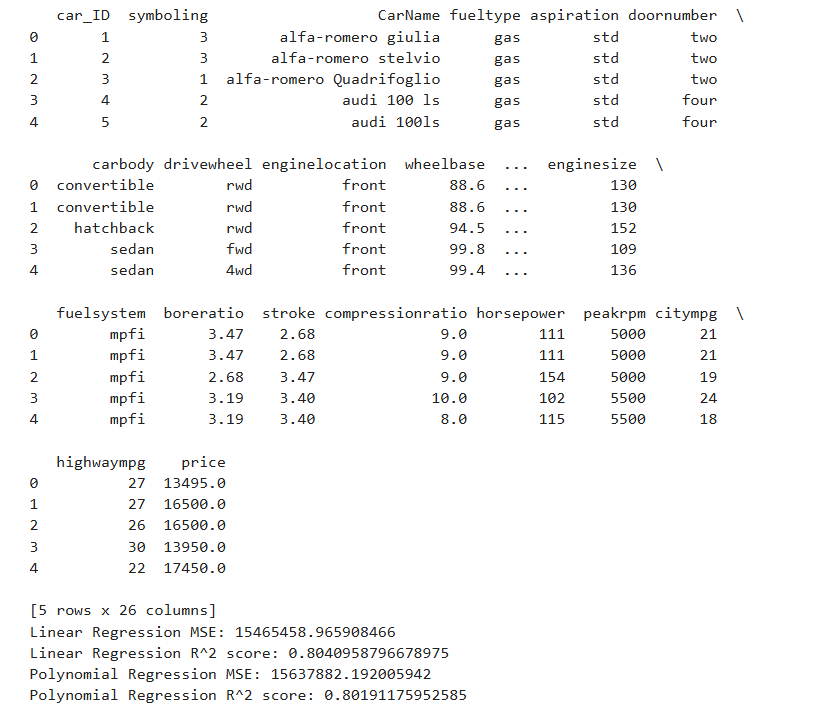 car_ID symboling CarName fueltype aspiration doornumber \
0 1 3 alfa-romero giulia gas std two
1 2 3 alfa-romero stelvio gas std two
2 3 1 alfa-romero Quadrifoglio gas std two
3 4 2 audi 100 ls gas std four
4 5 2 audi 100ls gas std four
carbody drivewheel enginelocation wheelbase ... enginesize \
0 convertible rwd front 88.6 ... 130
1 convertible rwd front 88.6 ... 130
2 hatchback rwd front 94.5 ... 152
3 sedan fwd front 99.8 ... 109
4 sedan 4wd front 99.4 ... 136
fuelsystem boreratio stroke compressionratio horsepower peakrpm citympg \
0 mpfi 3.47 2.68 9.0 111 5000 21
1 mpfi 3.47 2.68 9.0 111 5000 21
2 mpfi 2.68 3.47 9.0 154 5000 19
3 mpfi 3.19 3.40 10.0 102 5500 24
4 mpfi 3.19 3.40 8.0 115 5500 18
highwaympg price
0 27 13495.0
1 27 16500.0
2 26 16500.0
3 30 13950.0
4 22 17450.0
[5 rows x 26 columns]
Linear Regression MSE: 15465458.965908466
Linear Regression R^2 score: 0.8040958796678975
Polynomial Regression MSE: 15637882.192005942
Polynomial Regression R^2 score: 0.80191175952585